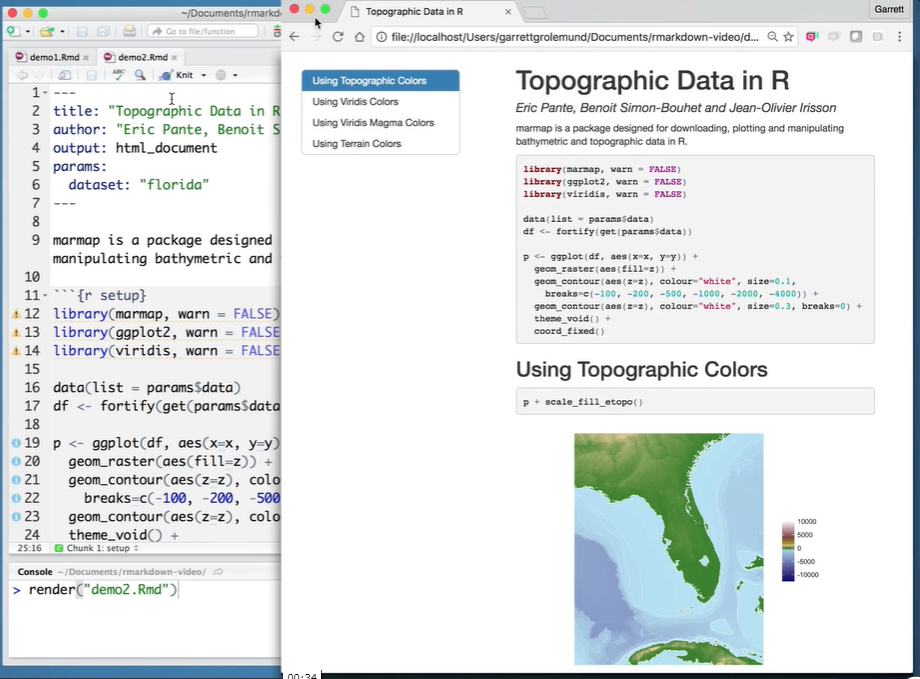 ~/Documents/rmarkd
Go to file/function
demo1.Rmd
demo2.Rmd
ABC
Knit
1 ---
2 title: "Topographic Data in R
3 author: "Eric Pante, Benoit S
4 output: html_document
5 params:
6 dataset: "florida"
7 ---
8
9 marmap is a package designed
manipulating bathymetric and
10
11 ```{r setup}
12 library(marmap, warn = FALSE)
13 library(ggplot2, warn = FALSE
14 library(viridis, warn = FALSE
15
16 data(list = params$data)
17 df <- fortify(get(params$data
18
19 p <- ggplot(df, aes(x=x, y=y))
20 geom_raster(aes(fill=z)) +
21 geom_contour(aes(z=z), colo
22 breaks=c(-100, -200, -500
23 geom_contour(aes(z=z), colo
24 theme_void() +
25:16 C Chunk 1: setup
Console ~/Documents/rmarkdown-video/
> render("demo2.Rmd")
Topographic Data in R
Garrett
file://localhost/Users/garrettgrolemund/Documents/rmarkdown-video/d...
Using Topographic Colors
Using Viridis Colors
Using Viridis Magma Colors
Using Terrain Colors
Topographic Data in R
Eric Pante, Benoit Simon-Bouhet and Jean-Olivier Irisson
marmap is a package designed for downloading, plotting and manipulating
bathymetric and topographic data in R.
library(marmap, warn = FALSE)
library(ggplot2, warn = FALSE)
library(viridis, warn = FALSE)
data(list = params$data)
df <- fortify(get(params$data))
p <- ggplot(df, aes(x=x, y=y)) +
geom_raster(aes(fill=z)) +
geom_contour(aes(z=z), colour="white", size=0.1,
breaks=c(-100, -200, -500, -1000, -2000, -4000)) +
geom_contour(aes(z=z), colour="white", size=0.3, breaks=0) +
theme_void() +
coord_fixed()
Using Topographic Colors
p + scale_fill_etopo()
10000
5000
0
-5000
-10000
00:34